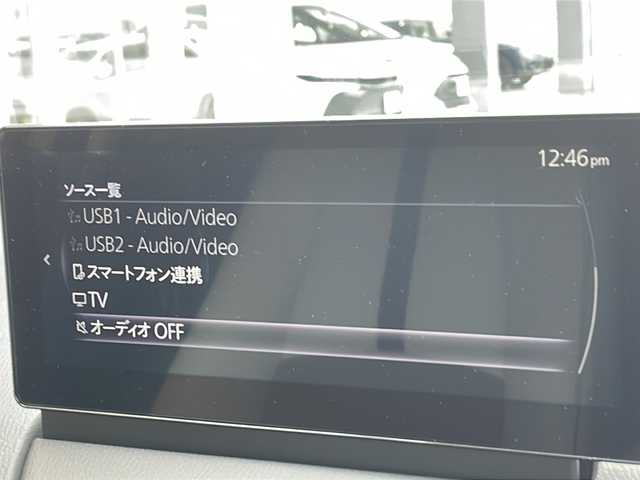 12:46pm
ソース一覧
USB1 - Audio/Video
USB2 - Audio/Video
スマートフォン連携
TV
オーディオ OFF